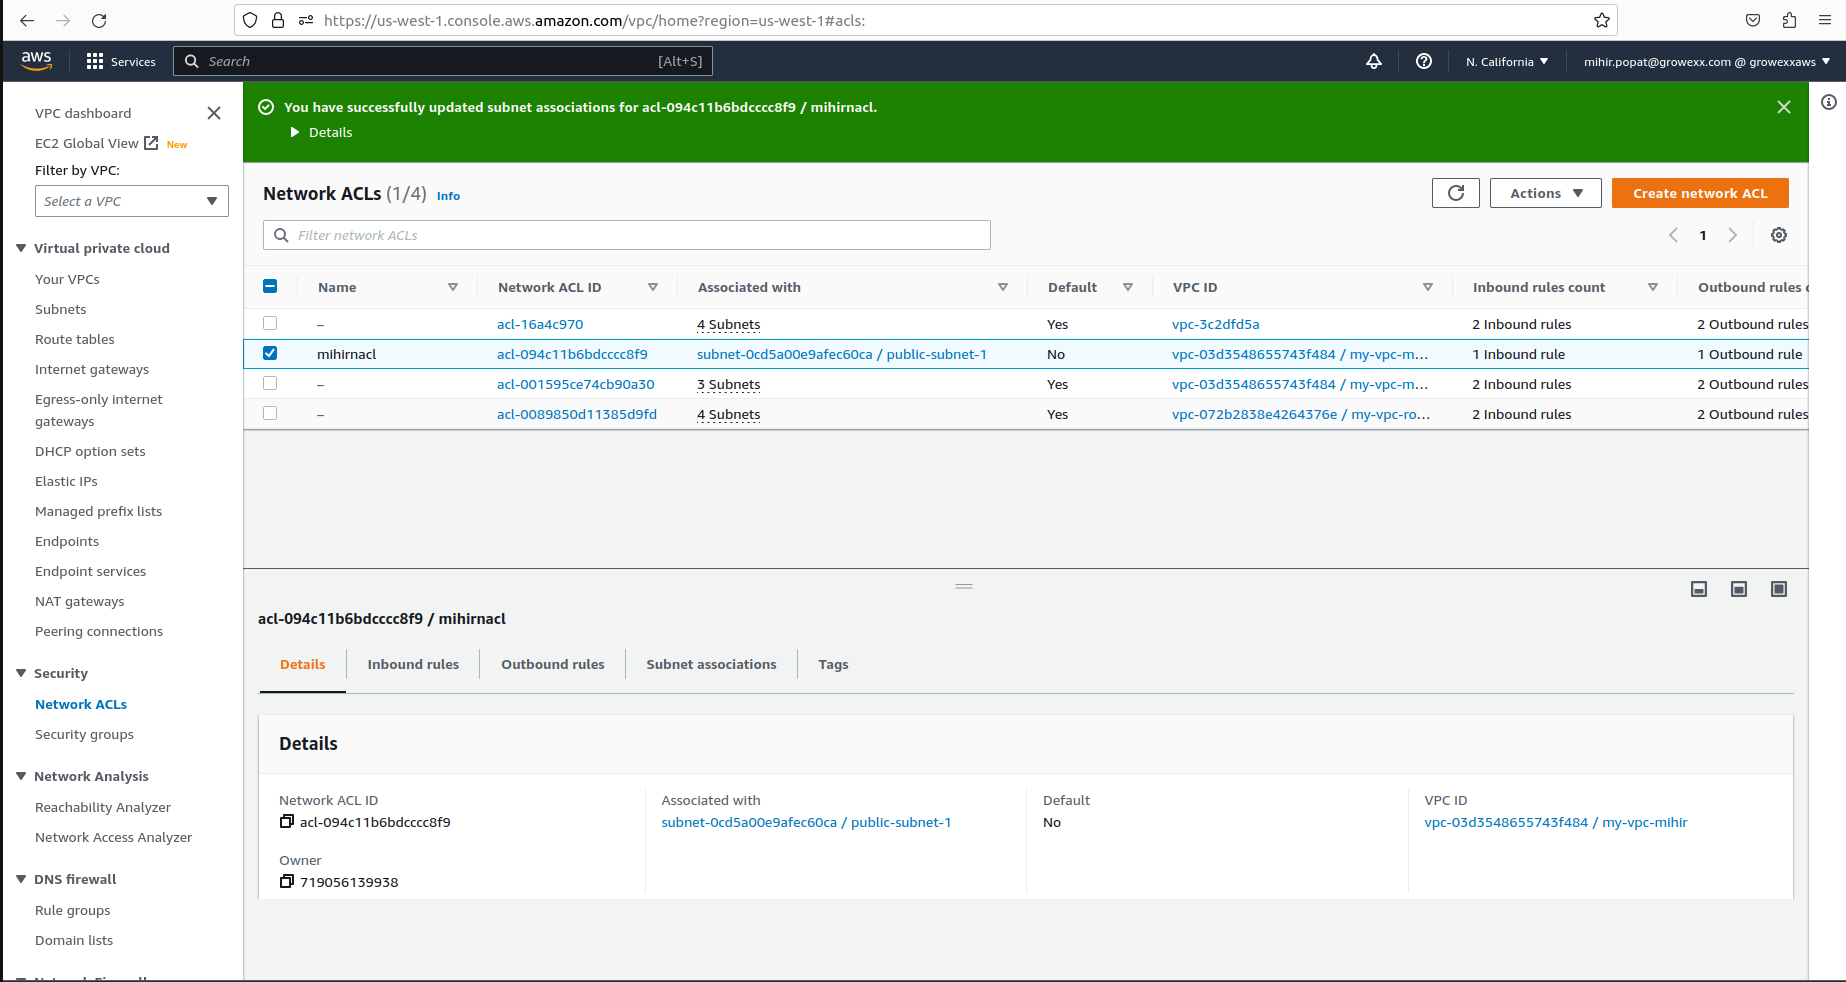 https://us-west-1.console.aws.amazon.com/vpc/home?region=us-west-1#acls:
aws
Services
Search
[Alt+S]
N. California
mihir.popat@growexx.com @ growexxaws
VPC dashboard
EC2 Global View
New
Filter by VPC:
Select a VPC
Virtual private cloud
Your VPCs
Subnets
Route tables
Internet gateways
Egress-only internet
gateways
DHCP option sets
Elastic IPs
Managed prefix lists
Endpoints
Endpoint services
NAT gateways
Peering connections
Security
Network ACLs
Security groups
Network Analysis
Reachability Analyzer
Network Access Analyzer
DNS firewall
Rule groups
Domain lists
You have successfully updated subnet associations for acl-094c11b6bdcccc8f9 / mihirnacl.
Details
Network ACLs (1/4) Info
Actions
Create network ACL
Filter network ACLs
1
Name Network ACL ID Associated with Default VPC ID Inbound rules count Outbound rules
– acl-16a4c970 4 Subnets Yes vpc-3c2dfd5a 2 Inbound rules 2 Outbound rules
mihirnacl acl-094c11b6bdcccc8f9 subnet-0cd5a00e9afec60ca / public-subnet-1 No vpc-03d3548655743f484 / my-vpc-m... 1 Inbound rule 1 Outbound rule
– acl-001595ce74cb90a30 3 Subnets Yes vpc-03d3548655743f484 / my-vpc-m... 2 Inbound rules 2 Outbound rules
– acl-0089850d11385d9fd 4 Subnets Yes vpc-072b2838e4264376e / my-vpc-ro... 2 Inbound rules 2 Outbound rules
acl-094c11b6bdcccc8f9 / mihirnacl
Details
Inbound rules
Outbound rules
Subnet associations
Tags
Details
Network ACL ID
acl-094c11b6bdcccc8f9
Associated with
subnet-0cd5a00e9afec60ca / public-subnet-1
Default
No
VPC ID
vpc-03d3548655743f484 / my-vpc-mihir
Owner
719056139938